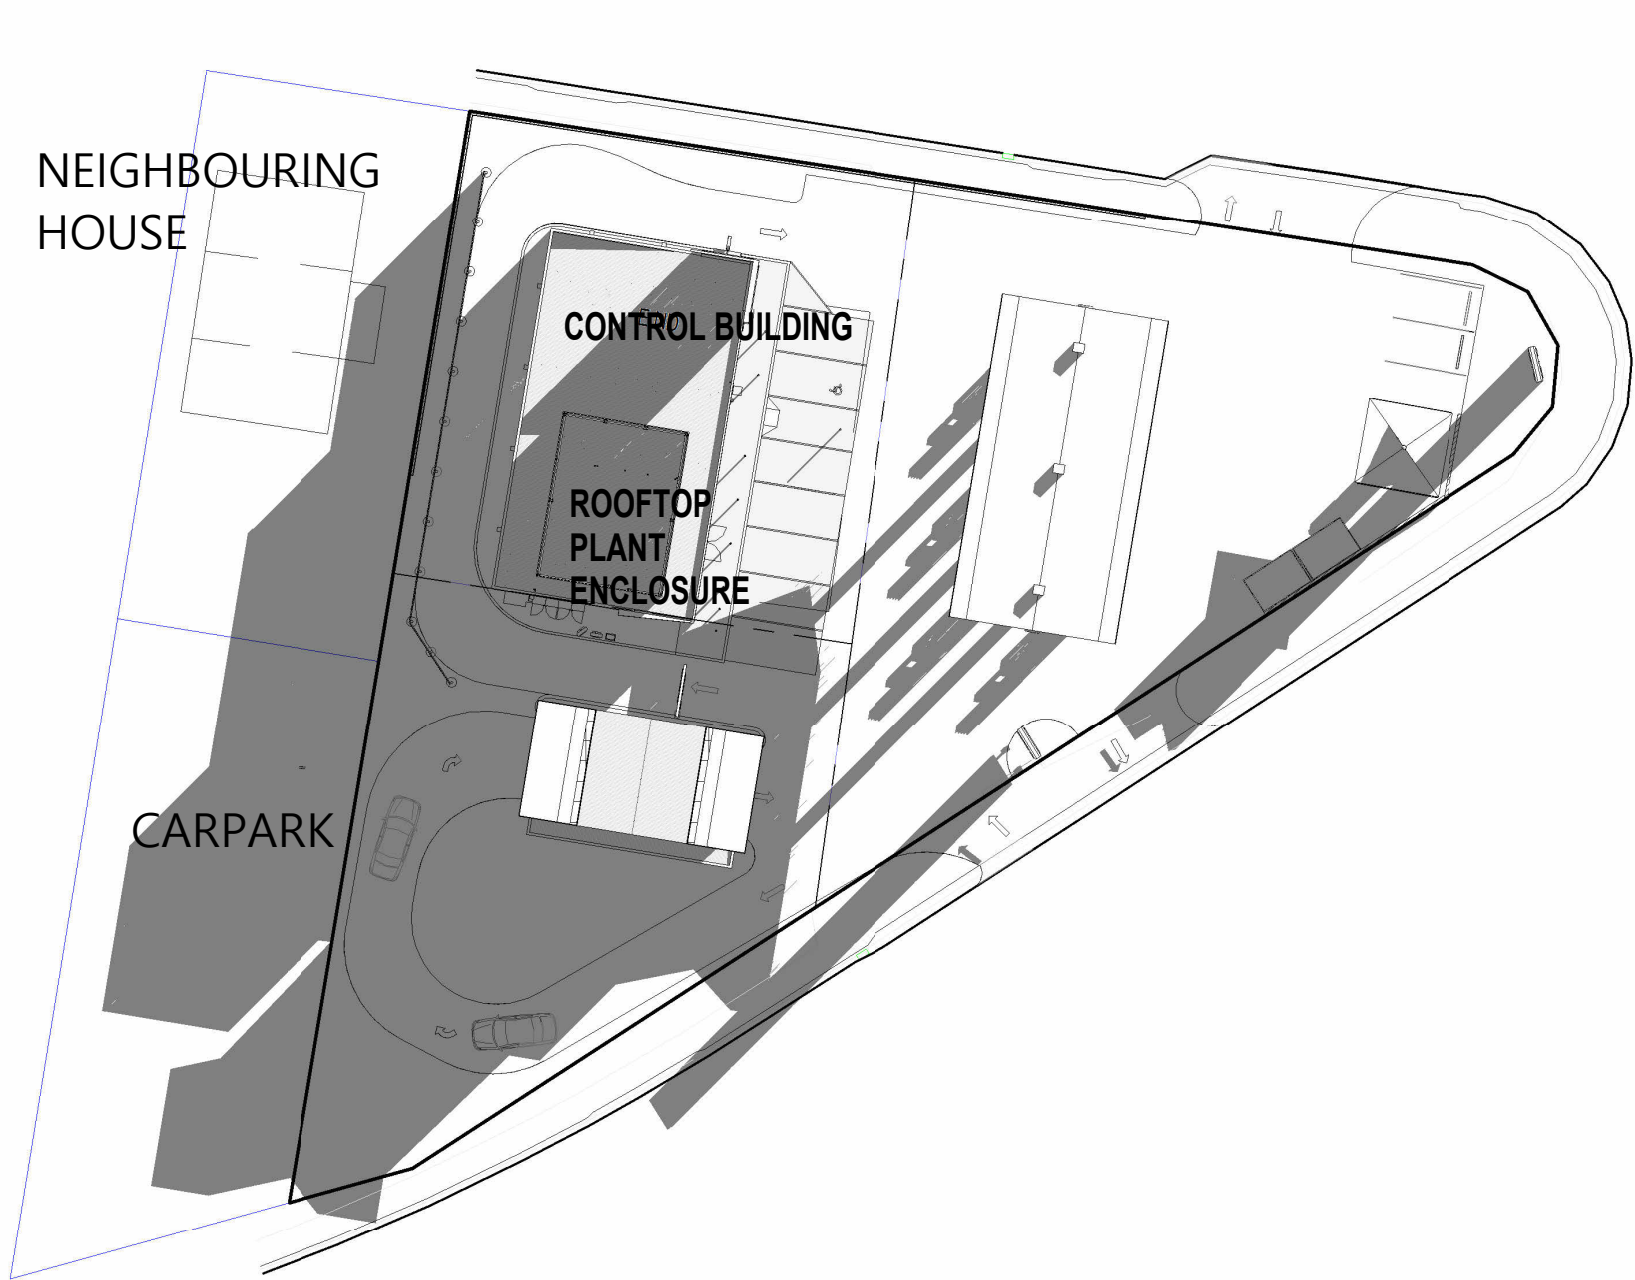 NEIGHBOURING
HOUSE
CONTROL BUILDING
ROOFTOP
PLANT
ENCLOSURE
CARPARK